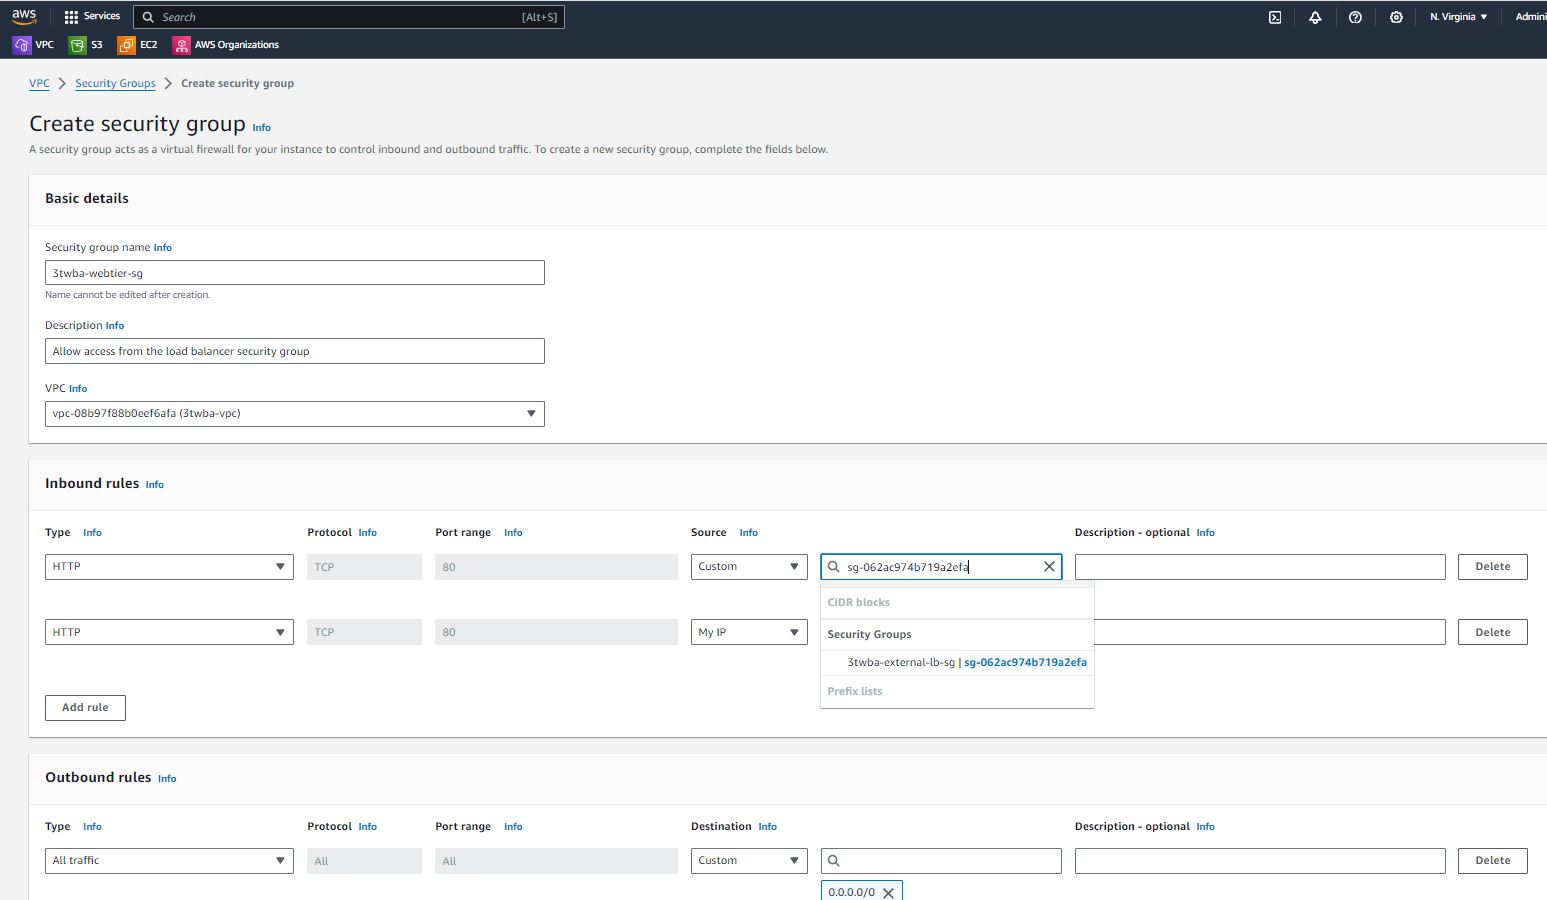 aws Services Search [Alt+S] N. Virginia Admini
VPC S3 EC2 AWS Organizations
VPC > Security Groups > Create security group
Create security group Info
A security group acts as a virtual firewall for your instance to control inbound and outbound traffic. To create a new security group, complete the fields below.
Basic details
Security group name Info
3twba-webtier-sg
Name cannot be edited after creation.
Description Info
Allow access from the load balancer security group
VPC Info
vpc-08b97f88b0eef6afa (3twba-vpc)
Inbound rules Info
Type Info Protocol Info Port range Info Source Info Description - optional Info
HTTP TCP 80 Custom sg-062ac974b719a2efa Delete
CIDR blocks
HTTP TCP 80 My IP Security Groups Delete
3twba-external-lb-sg | sg-062ac974b719a2efa
Prefix lists
Add rule
Outbound rules Info
Type Info Protocol Info Port range Info Destination Info Description - optional Info
All traffic All All Custom Delete
0.0.0.0/0